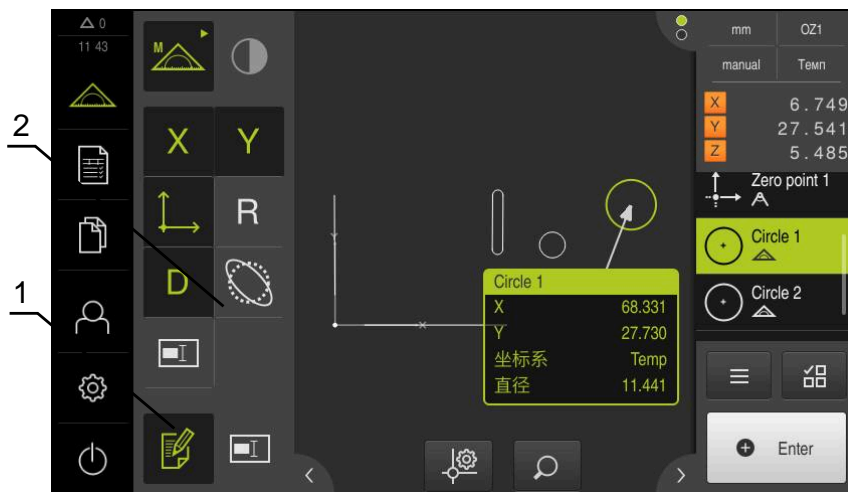 2
1
0
11 43
M
X
Y
R
D
Y
X
Circle 1
X 68.331
Y 27.730
坐标系 Temp
直径 11.441
mm OZ1
manual Темп
X 6.749
Y 27.541
Z 5.485
Zero point 1
Circle 1
Circle 2
Enter